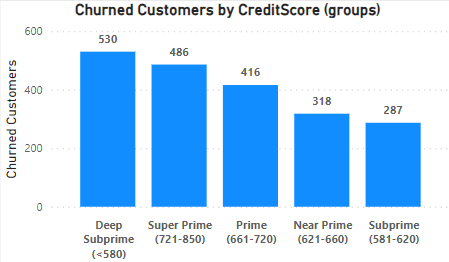 Churned Customers by CreditScore (groups)
Churned Customers
600
400
200
0
530
486
416
318
287
Deep
Subprime
(<580)
Super Prime
(721-850)
Prime
(661-720)
Near Prime
(621-660)
Subprime
(581-620)